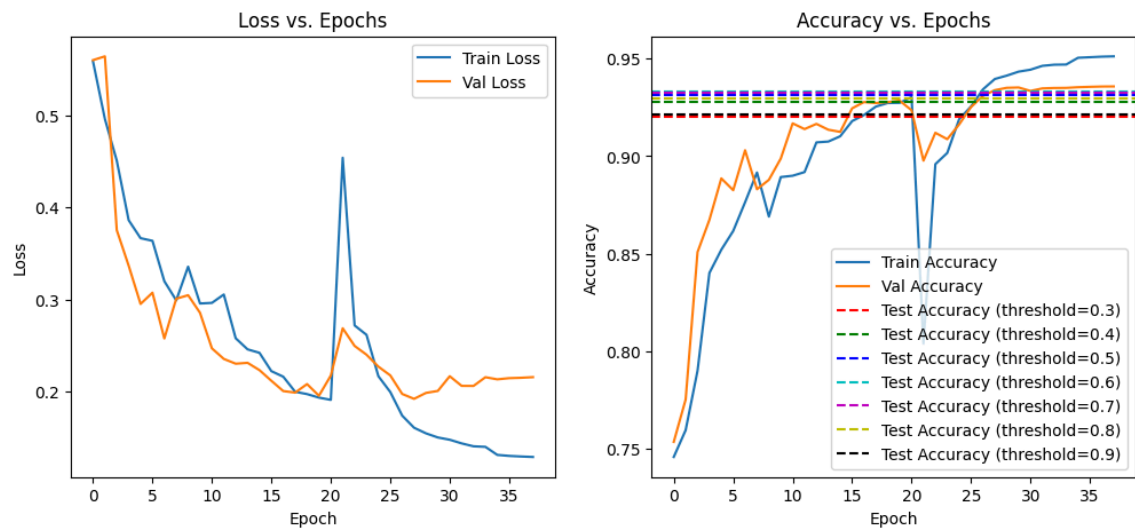 Loss vs. Epochs
Train Loss
Val Loss
0.5
0.4
0.3
0.2
Loss
0 5 10 15 20 25 30 35
Epoch
Accuracy vs. Epochs
0.95
0.90
0.85
0.80
0.75
Accuracy
Train Accuracy
Val Accuracy
Test Accuracy (threshold=0.3)
Test Accuracy (threshold=0.4)
Test Accuracy (threshold=0.5)
Test Accuracy (threshold=0.6)
Test Accuracy (threshold=0.7)
Test Accuracy (threshold=0.8)
Test Accuracy (threshold=0.9)
0 5 10 15 20 25 30 35
Epoch